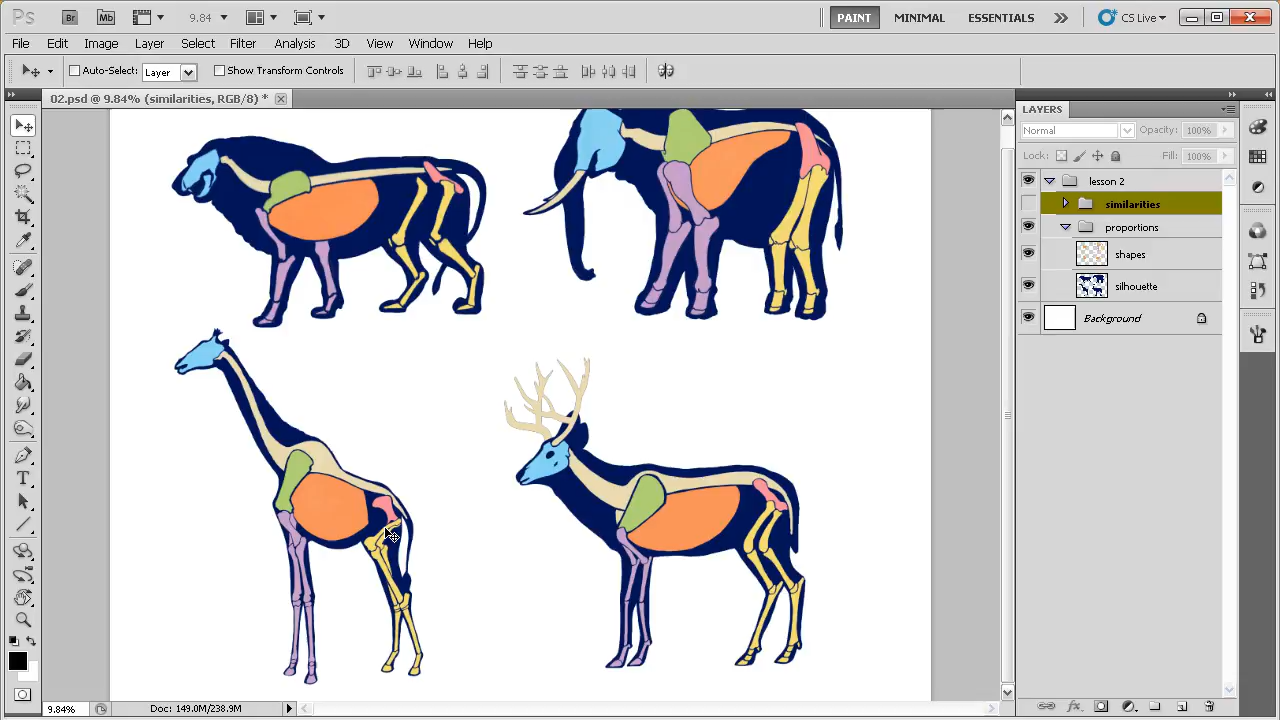 Ps Br Mb 9.84 PAINT MINIMAL ESSENTIALS CS Live
File Edit Image Layer Select Filter Analysis 3D View Window Help
Auto-Select: Layer Show Transform Controls
02.psd @ 9.84% (similarities, RGB/8) *
LAYERS
Normal Opacity: 100%
Lock: Fill: 100%
lesson 2
similarities
proportions
shapes
silhouette
Background
9.84% Doc: 149.0M/238.9M